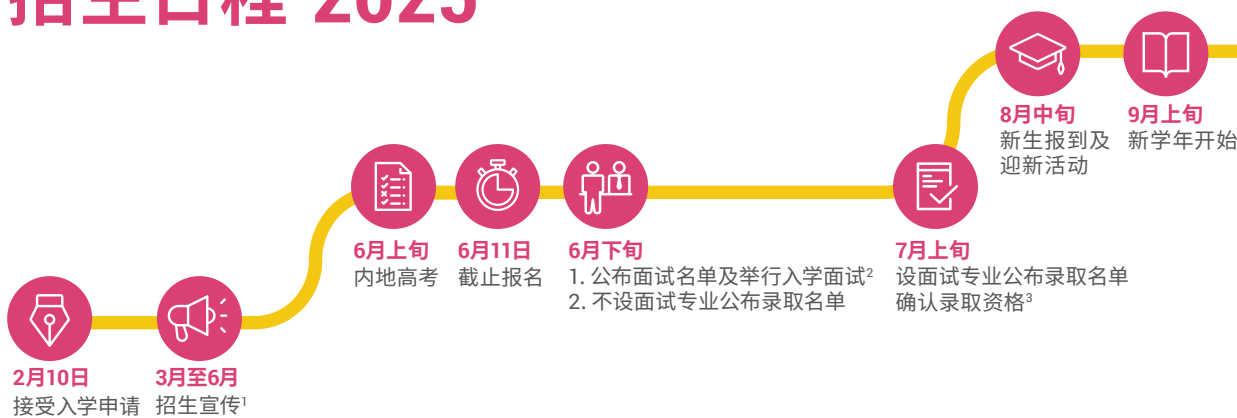 招生日程 2025
2月10日
接受入学申请
3月至6月
招生宣传¹
6月上旬
内地高考
6月11日
截止报名
6月下旬
1. 公布面试名单及举行入学面试²
2. 不设面试专业公布录取名单
7月上旬
设面试专业公布录取名单
确认录取资格³
8月中旬
新生报到及
迎新活动
9月上旬
新学年开始